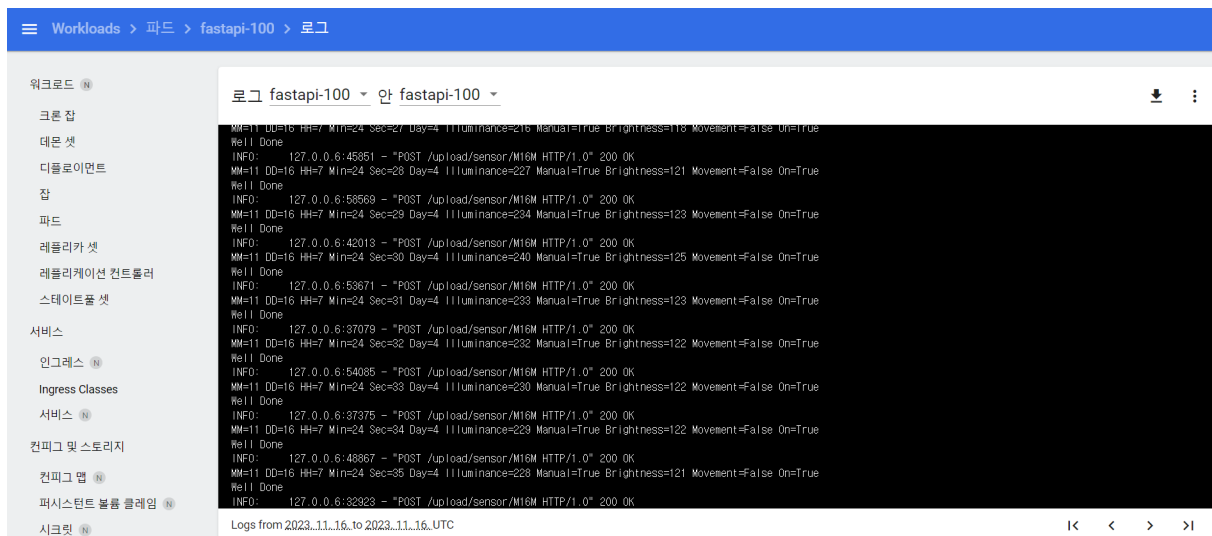 Workloads > 파드 > fastapi-100 > 로그
워크로드 N
크론 잡
데몬 셋
디플로이먼트
잡
파드
레플리카 셋
레플리케이션 컨트롤러
스테이트풀 셋
서비스
인그레스 N
Ingress Classes
서비스 N
컨피그 및 스토리지
컨피그 맵 N
퍼시스턴트 볼륨 클레임 N
시크릿 N
로그 fastapi-100 안 fastapi-100
MM=11 DD=16 HH=7 Min=24 Sec=27 Day=4 Illuminance=216 Manual=True Brightness=118 Movement=False On=True
Well Done
INFO: 127.0.0.6:45851 - "POST /upload/sensor/M16M HTTP/1.0" 200 OK
MM=11 DD=16 HH=7 Min=24 Sec=28 Day=4 Illuminance=227 Manual=True Brightness=121 Movement=False On=True
Well Done
INFO: 127.0.0.6:58569 - "POST /upload/sensor/M16M HTTP/1.0" 200 OK
MM=11 DD=16 HH=7 Min=24 Sec=29 Day=4 Illuminance=234 Manual=True Brightness=123 Movement=False On=True
Well Done
INFO: 127.0.0.6:42013 - "POST /upload/sensor/M16M HTTP/1.0" 200 OK
MM=11 DD=16 HH=7 Min=24 Sec=30 Day=4 Illuminance=240 Manual=True Brightness=125 Movement=False On=True
Well Done
INFO: 127.0.0.6:53671 - "POST /upload/sensor/M16M HTTP/1.0" 200 OK
MM=11 DD=16 HH=7 Min=24 Sec=31 Day=4 Illuminance=233 Manual=True Brightness=123 Movement=False On=True
Well Done
INFO: 127.0.0.6:37079 - "POST /upload/sensor/M16M HTTP/1.0" 200 OK
MM=11 DD=16 HH=7 Min=24 Sec=32 Day=4 Illuminance=232 Manual=True Brightness=122 Movement=False On=True
Well Done
INFO: 127.0.0.6:54085 - "POST /upload/sensor/M16M HTTP/1.0" 200 OK
MM=11 DD=16 HH=7 Min=24 Sec=33 Day=4 Illuminance=230 Manual=True Brightness=122 Movement=False On=True
Well Done
INFO: 127.0.0.6:37375 - "POST /upload/sensor/M16M HTTP/1.0" 200 OK
MM=11 DD=16 HH=7 Min=24 Sec=34 Day=4 Illuminance=229 Manual=True Brightness=122 Movement=False On=True
Well Done
INFO: 127.0.0.6:48867 - "POST /upload/sensor/M16M HTTP/1.0" 200 OK
MM=11 DD=16 HH=7 Min=24 Sec=35 Day=4 Illuminance=228 Manual=True Brightness=121 Movement=False On=True
Well Done
INFO: 127.0.0.6:32923 - "POST /upload/sensor/M16M HTTP/1.0" 200 OK
Logs from 2023. 11. 16. to 2023. 11. 16. UTC